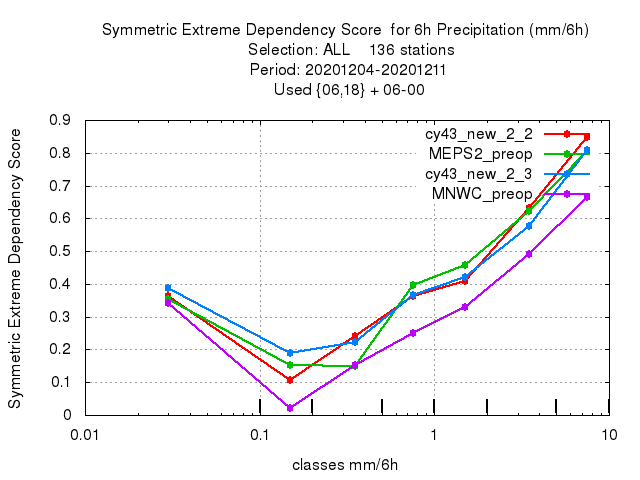 Symmetric Extreme Dependency Score  for 6h Precipitation (mm/6h)
Selection: ALL    136 stations
Period: 20201204-20201211
Used {06,18} + 06-00
Symmetric Extreme Dependency Score
0.9
0.8
0.7
0.6
0.5
0.4
0.3
0.2
0.1
0
cy43_new_2_2
MEPS2_preop
cy43_new_2_3
MNWC_preop
0.01 0.1 1 10
classes mm/6h